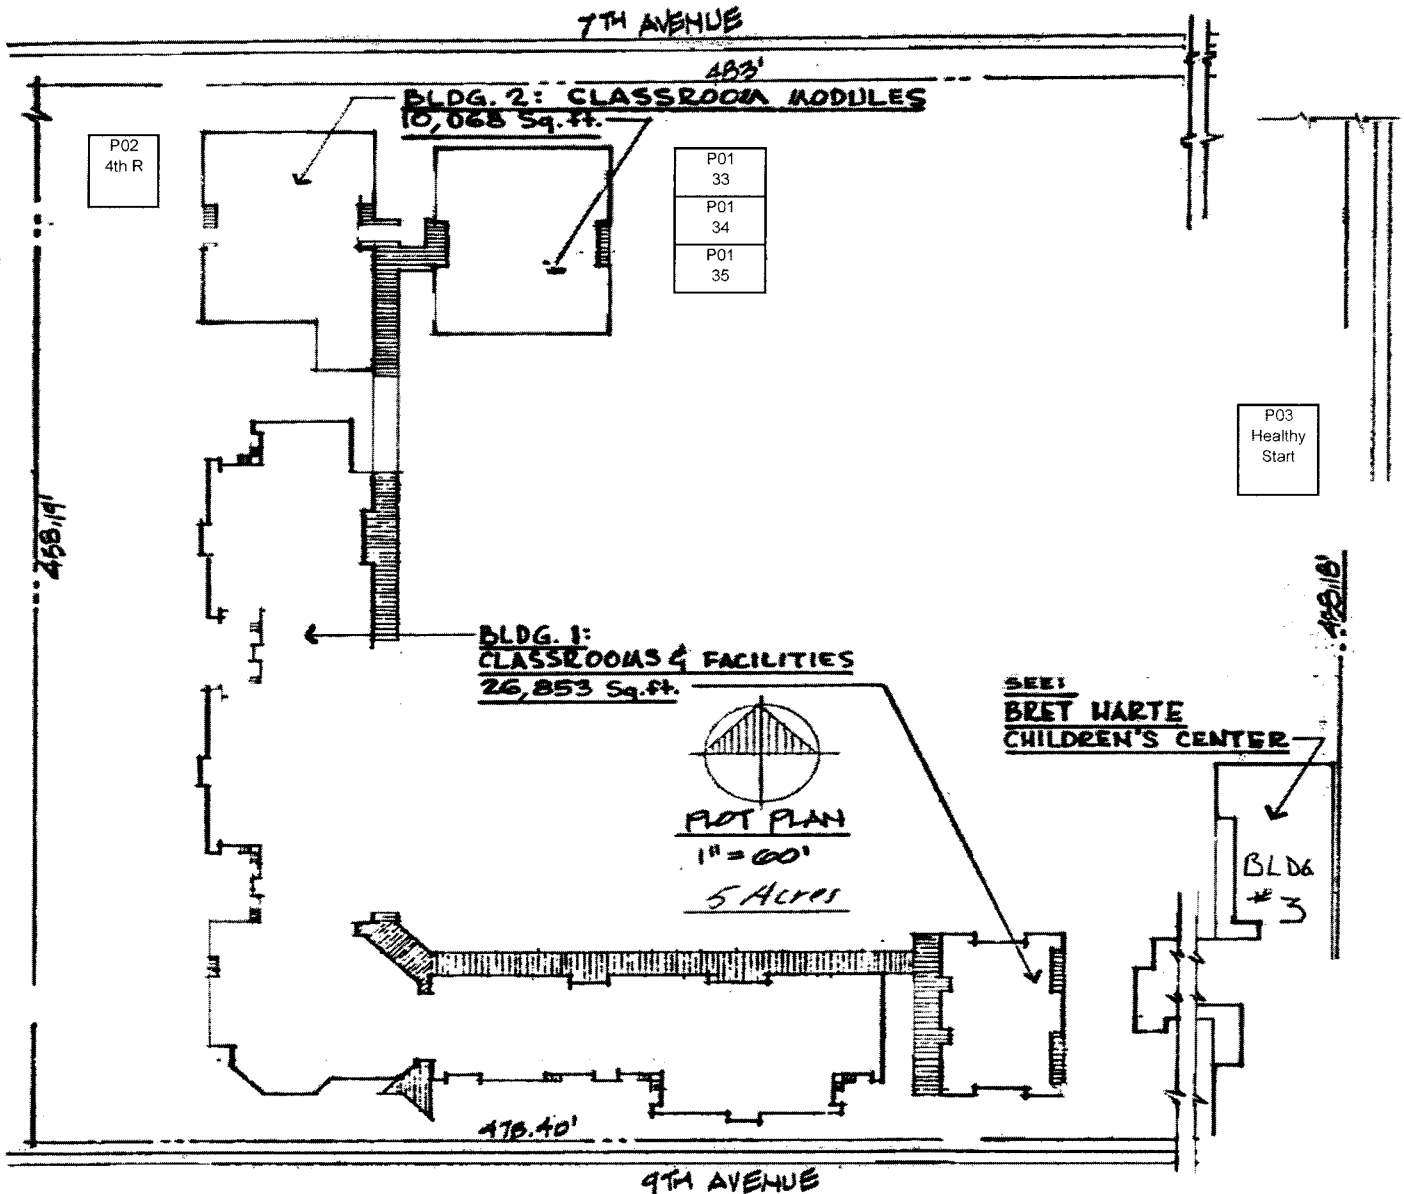 7TH AVENUE
483'
BLDG. 2: CLASSROOM MODULES
10,068 Sq.ft.
P02
4th R
P01
33
P01
34
P01
35
P03
Healthy
Start
458.19'
458.18'
BLDG. 1:
CLASSROOMS & FACILITIES
26,853 Sq.ft.
SEE:
BRET HARTE
CHILDREN'S CENTER
PLOT PLAN
1" = 60'
5 Acres
BLDG
# 3
478.40'
9TH AVENUE